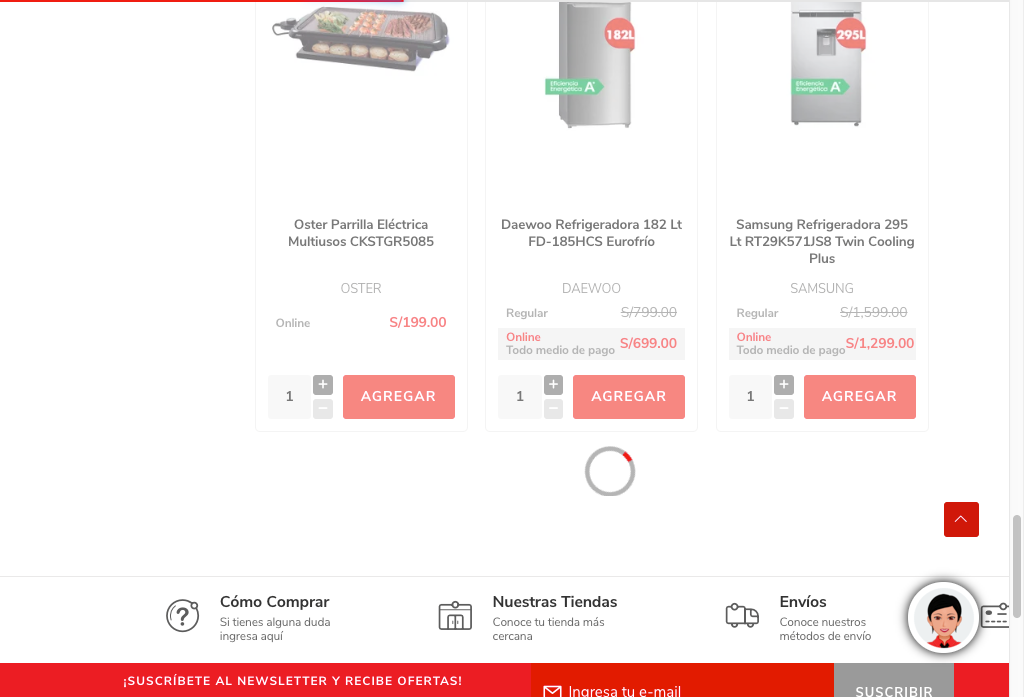 182L
295L
Eficiencia
Energética A+
Eficiencia
Energética A+
Oster Parrilla Eléctrica
Multiusos CKSTGR5085
Daewoo Refrigeradora 182 Lt
FD-185HCS Eurofrío
Samsung Refrigeradora 295
Lt RT29K571JS8 Twin Cooling
Plus
OSTER
DAEWOO
SAMSUNG
Regular S/799.00
Regular S/1,599.00
Online S/199.00
Online
Todo medio de pago S/699.00
Online
Todo medio de pago S/1,299.00
1 + − AGREGAR
1 + − AGREGAR
1 + − AGREGAR
Cómo Comprar
Si tienes alguna duda
ingresa aquí
Nuestras Tiendas
Conoce tu tienda más
cercana
Envíos
Conoce nuestros
métodos de envío
¡SUSCRÍBETE AL NEWSLETTER Y RECIBE OFERTAS!
Ingresa tu e-mail
SUSCRIBIR